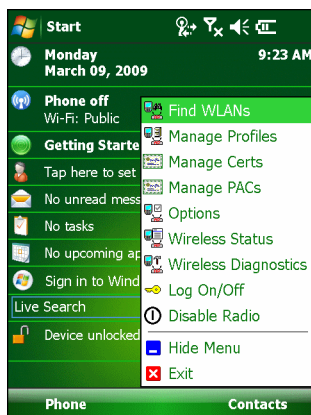 Start
Monday 9:23 AM
March 09, 2009
Phone off
Wi-Fi: Public
Find WLANs
Getting Starte
Manage Profiles
Tap here to set
Manage Certs
Manage PACs
No unread mess
Options
No tasks
Wireless Status
No upcoming ap
Wireless Diagnostics
Sign in to Wind
Log On/Off
Live Search
Disable Radio
Device unlocked
Hide Menu
Exit
Phone Contacts